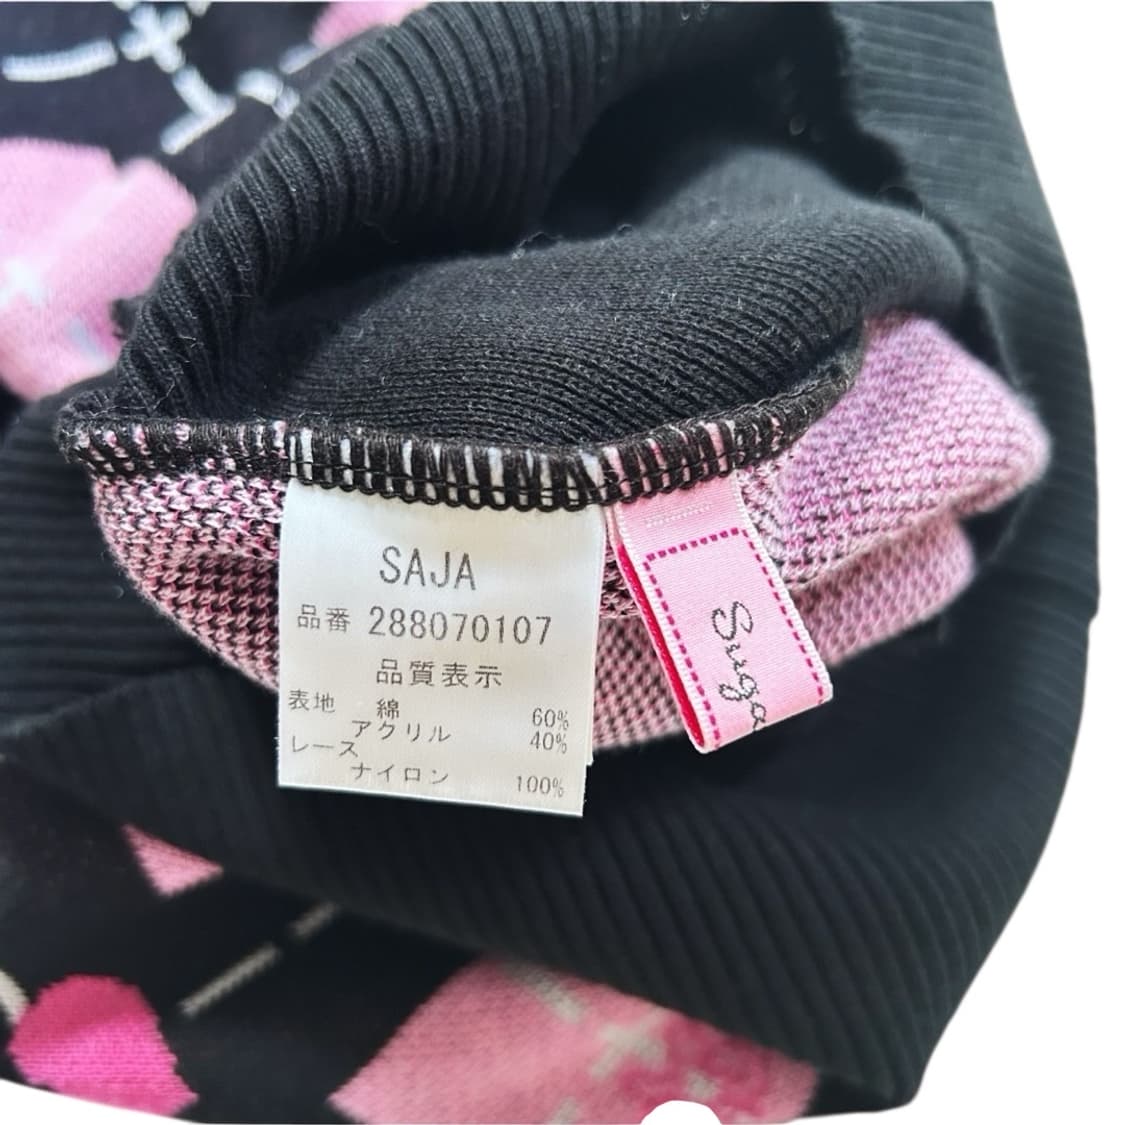 SAJA
品番 288070107
品質表示
表地 綿 60%
アクリル 40%
レース
ナイロン 100%
Suga